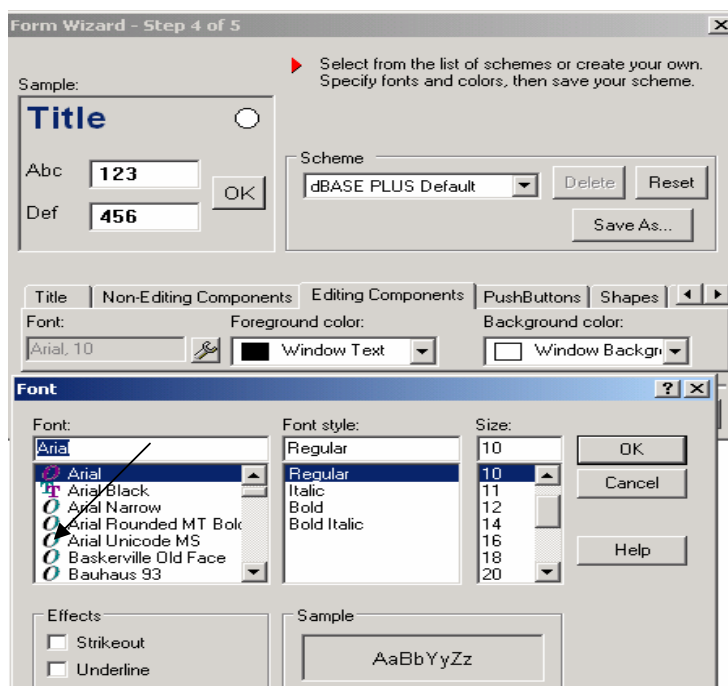 Form Wizard - Step 4 of 5
Select from the list of schemes or create your own.
Specify fonts and colors, then save your scheme.
Sample:
Title
Abc 123
Def 456
OK
Scheme
dBASE PLUS Default
Delete
Reset
Save As...
Title Non-Editing Components Editing Components PushButtons Shapes
Font: Foreground color: Background color:
Arial, 10 Window Text Window Backgr
Font
Font: Font style: Size:
Arial Regular 10
Arial
Arial Black
Arial Narrow
Arial Rounded MT Bolc
Arial Unicode MS
Baskerville Old Face
Bauhaus 93
Regular
Italic
Bold
Bold Italic
10
11
12
14
16
18
20
OK
Cancel
Help
Effects
Strikeout
Underline
Sample
AaBbYyZz